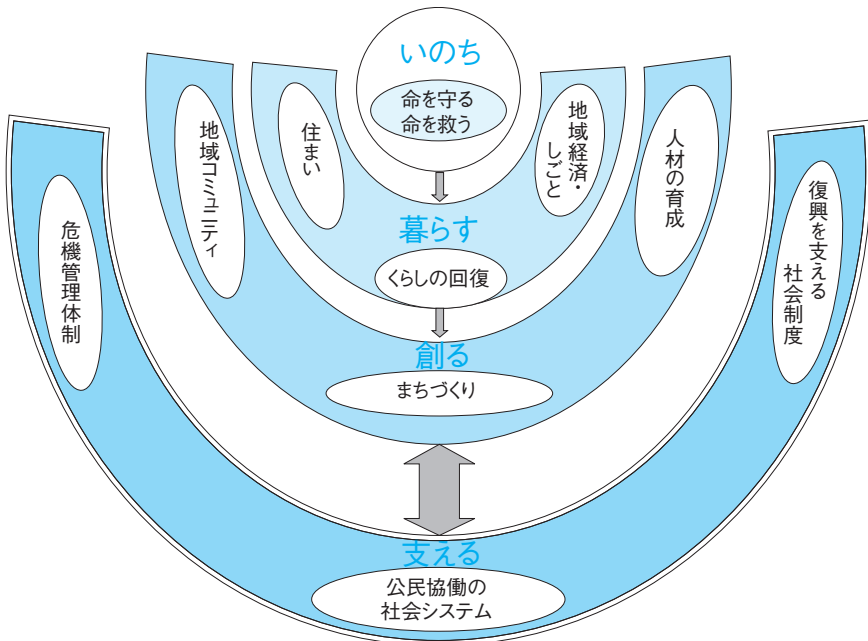 いのち
命を守る
命を救う
住まい
地域経済・
しごと
暮らす
くらしの回復
地域コミュニティ
人材の育成
創る
まちづくり
危機管理体制
復興を支える
社会制度
支える
公民協働の
社会システム